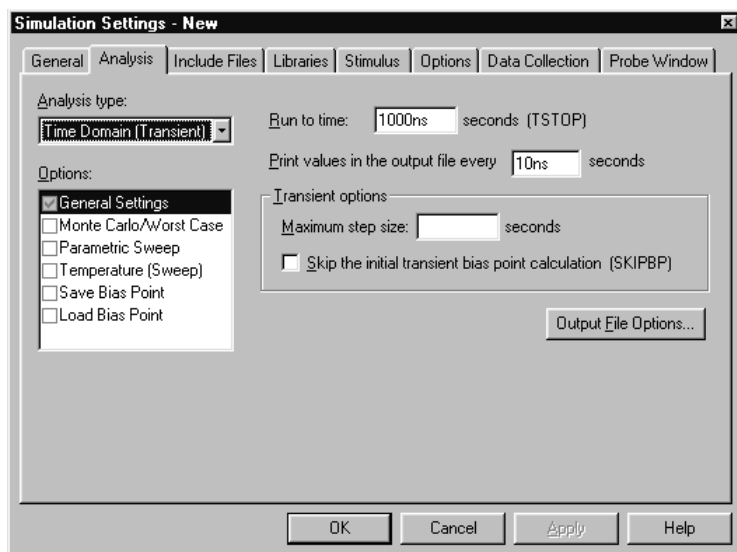 Simulation Settings - New
General Analysis Include Files Libraries Stimulus Options Data Collection Probe Window
Analysis type:
Time Domain (Transient)
Options:
General Settings
Monte Carlo/Worst Case
Parametric Sweep
Temperature (Sweep)
Save Bias Point
Load Bias Point
Run to time: 1000ns seconds (TSTOP)
Print values in the output file every 10ns seconds
Transient options
Maximum step size: seconds
Skip the initial transient bias point calculation (SKIPBP)
Output File Options...
OK Cancel Apply Help